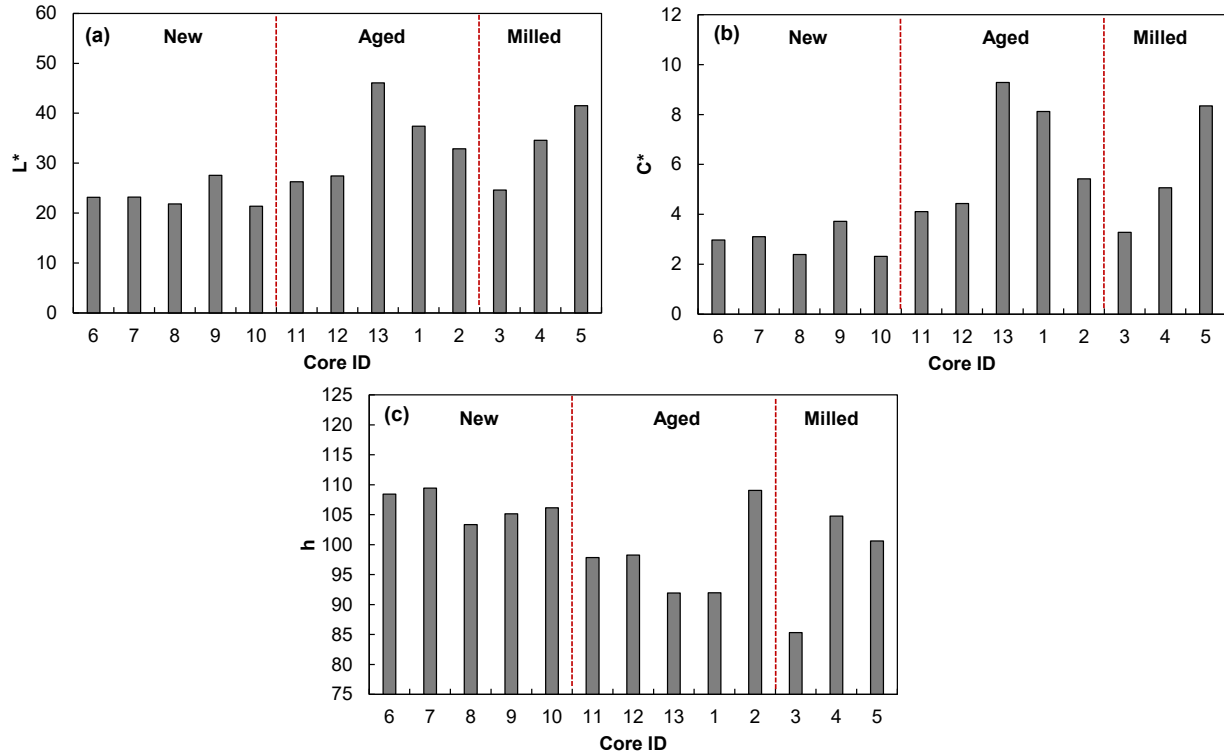 (a)
New
Aged
Milled
60
50
40
30
20
10
0
L*
6 7 8 9 10 11 12 13 1 2 3 4 5
Core ID
(b)
New
Aged
Milled
12
10
8
6
4
2
0
C*
6 7 8 9 10 11 12 13 1 2 3 4 5
Core ID
(c)
New
Aged
Milled
125
120
115
110
105
100
95
90
85
80
75
h
6 7 8 9 10 11 12 13 1 2 3 4 5
Core ID